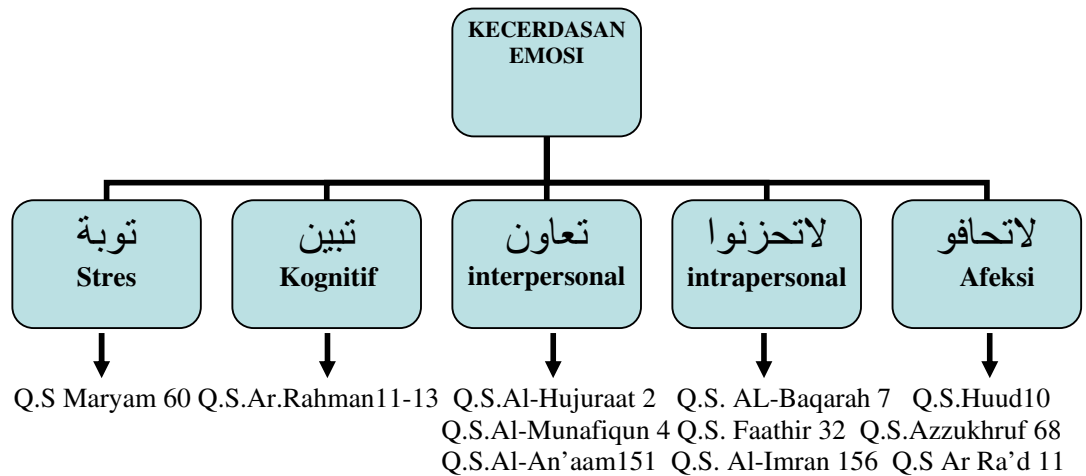 KECERDASAN
EMOSI
توبة
Stres
تبين
Kognitif
تعاون
interpersonal
لاتحزنوا
intrapersonal
لاتحافو
Afeksi
Q.S Maryam 60 Q.S.Ar.Rahman11-13 Q.S.Al-Hujuraat 2 Q.S. AL-Baqarah 7 Q.S.Huud10
Q.S.Al-Munafiqun 4 Q.S. Faathir 32 Q.S.Azzukhruf 68
Q.S.Al-An’aam151 Q.S. Al-Imran 156 Q.S Ar Ra’d 11